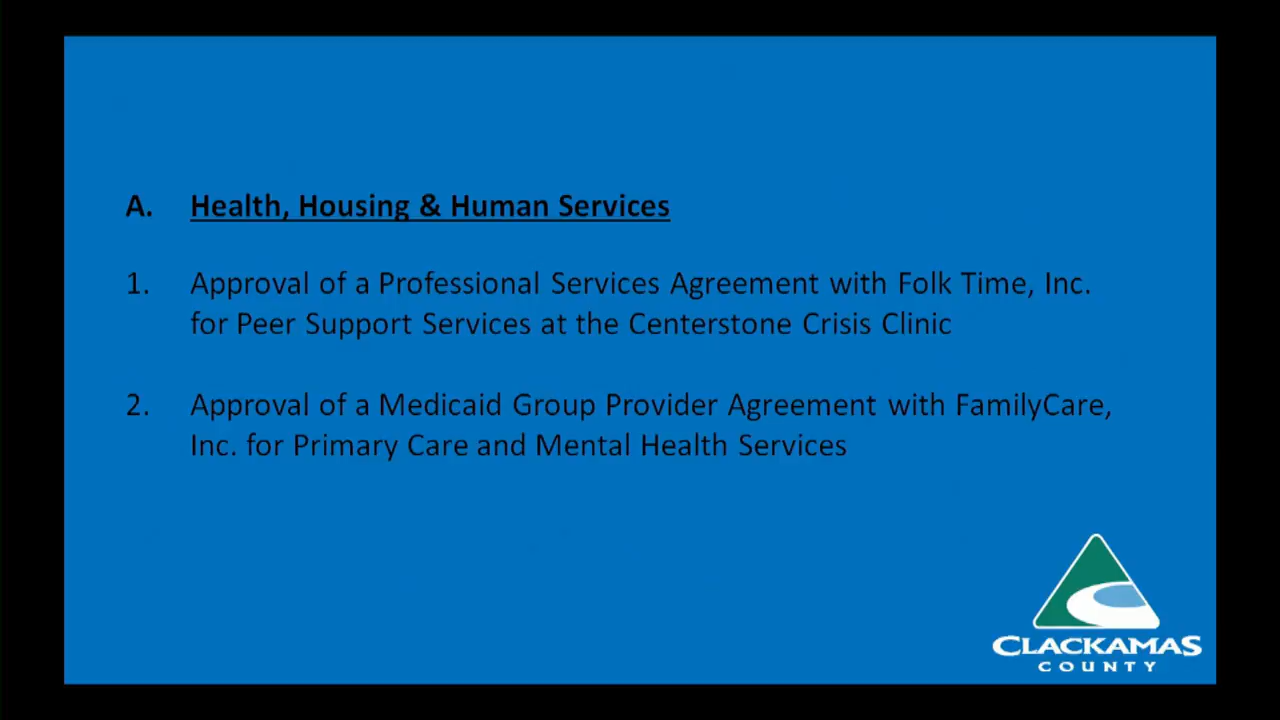 A. Health, Housing & Human Services
1. Approval of a Professional Services Agreement with Folk Time, Inc.
for Peer Support Services at the Centerstone Crisis Clinic
2. Approval of a Medicaid Group Provider Agreement with FamilyCare,
Inc. for Primary Care and Mental Health Services
CLACKAMAS
COUNTY